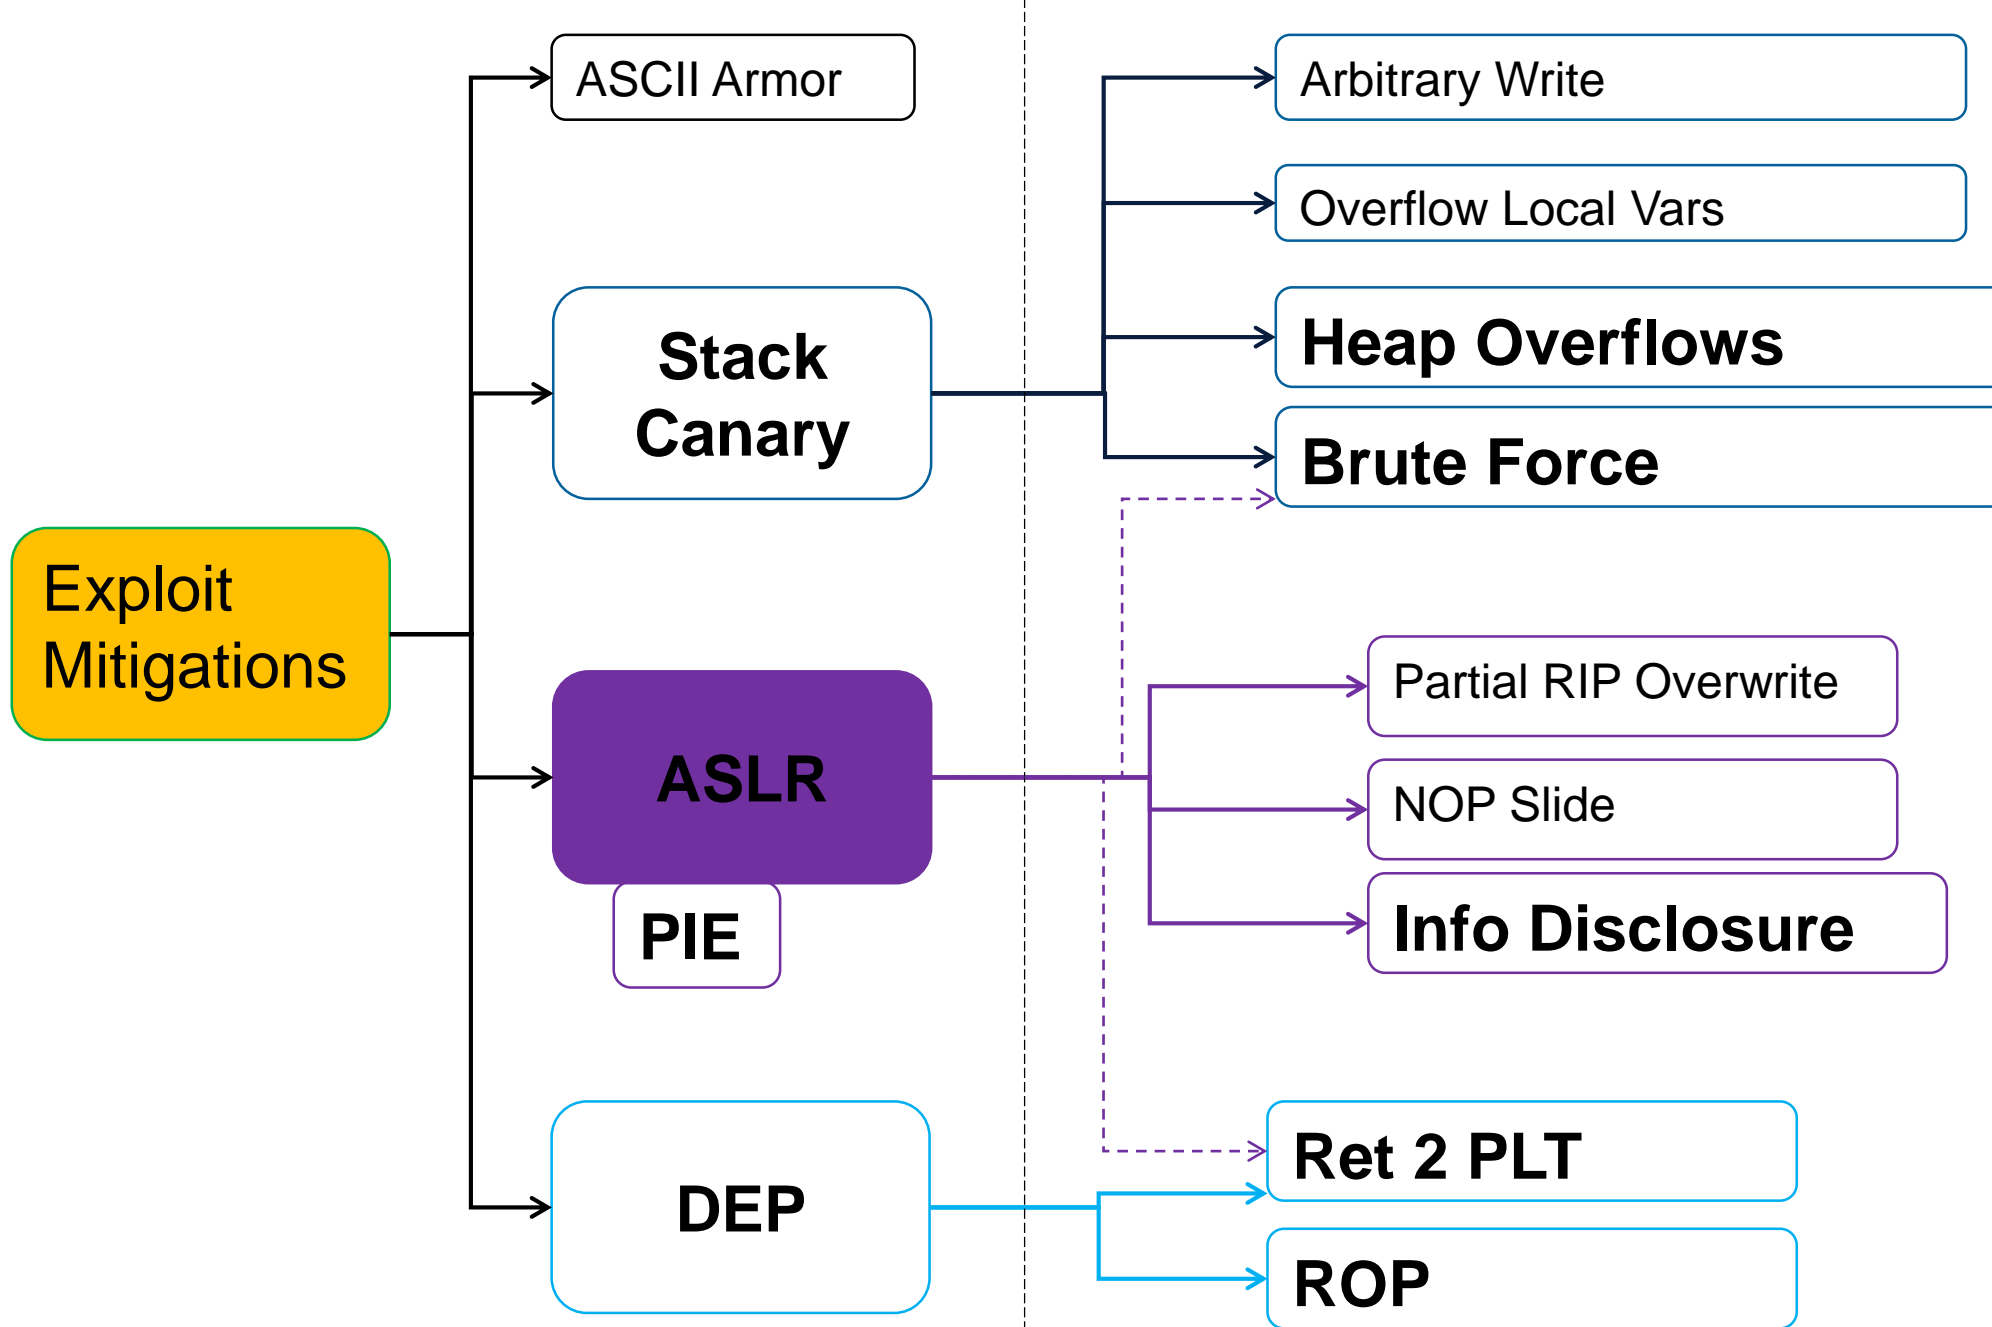 ASCII Armor
Arbitrary Write
Overflow Local Vars
Stack
Canary
Heap Overflows
Brute Force
Exploit
Mitigations
ASLR
PIE
Partial RIP Overwrite
NOP Slide
Info Disclosure
DEP
Ret 2 PLT
ROP